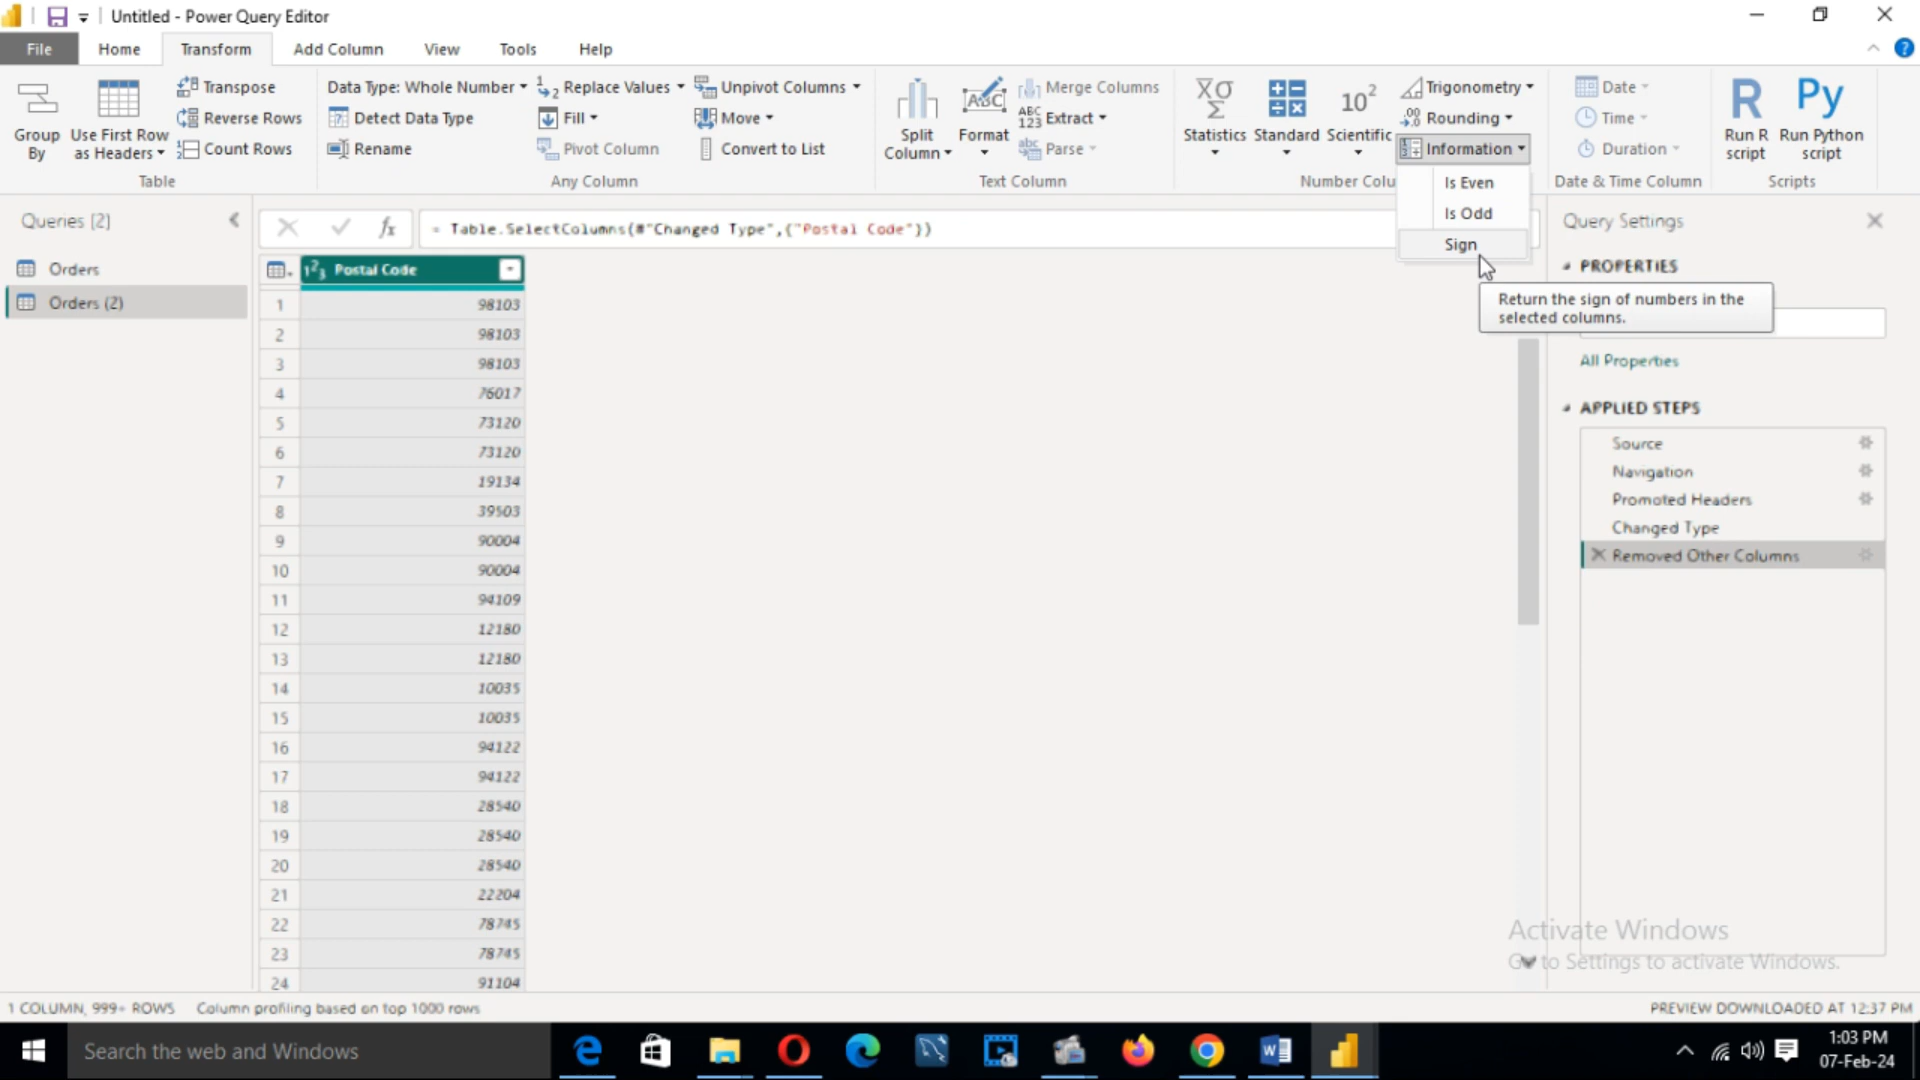 Untitled - Power Query Editor
File Home Transform Add Column View Tools Help
Group By
Use First Row as Headers
Transpose
Reverse Rows
Count Rows
Table
Data Type: Whole Number
Detect Data Type
Rename
Replace Values
Fill
Pivot Column
Unpivot Columns
Move
Convert to List
Any Column
Split Column
Format
Merge Columns
Extract
Parse
Text Column
Statistics
Standard
Scientific
Trigonometry
Rounding
Information
Number Colu
Is Even
Is Odd
Sign
Return the sign of numbers in the
selected columns.
Date
Time
Duration
Date & Time Column
Run R script
Run Python script
Scripts
Queries [2]
Orders
Orders (2)
= Table.SelectColumns(#"Changed Type",{"Postal Code"})
Postal Code
1 98103
2 98103
3 98103
4 76017
5 73120
6 73120
7 19134
8 39503
9 90004
10 90004
11 94109
12 12180
13 12180
14 10035
15 10035
16 94122
17 94122
18 28540
19 28540
20 28540
21 22204
22 78745
23 78745
24 91104
Query Settings
PROPERTIES
All Properties
APPLIED STEPS
Source
Navigation
Promoted Headers
Changed Type
Removed Other Columns
Activate Windows
Go to Settings to activate Windows.
1 COLUMN, 999+ ROWS Column profiling based on top 1000 rows
PREVIEW DOWNLOADED AT 12:37 PM
Search the web and Windows
1:03 PM
07-Feb-24